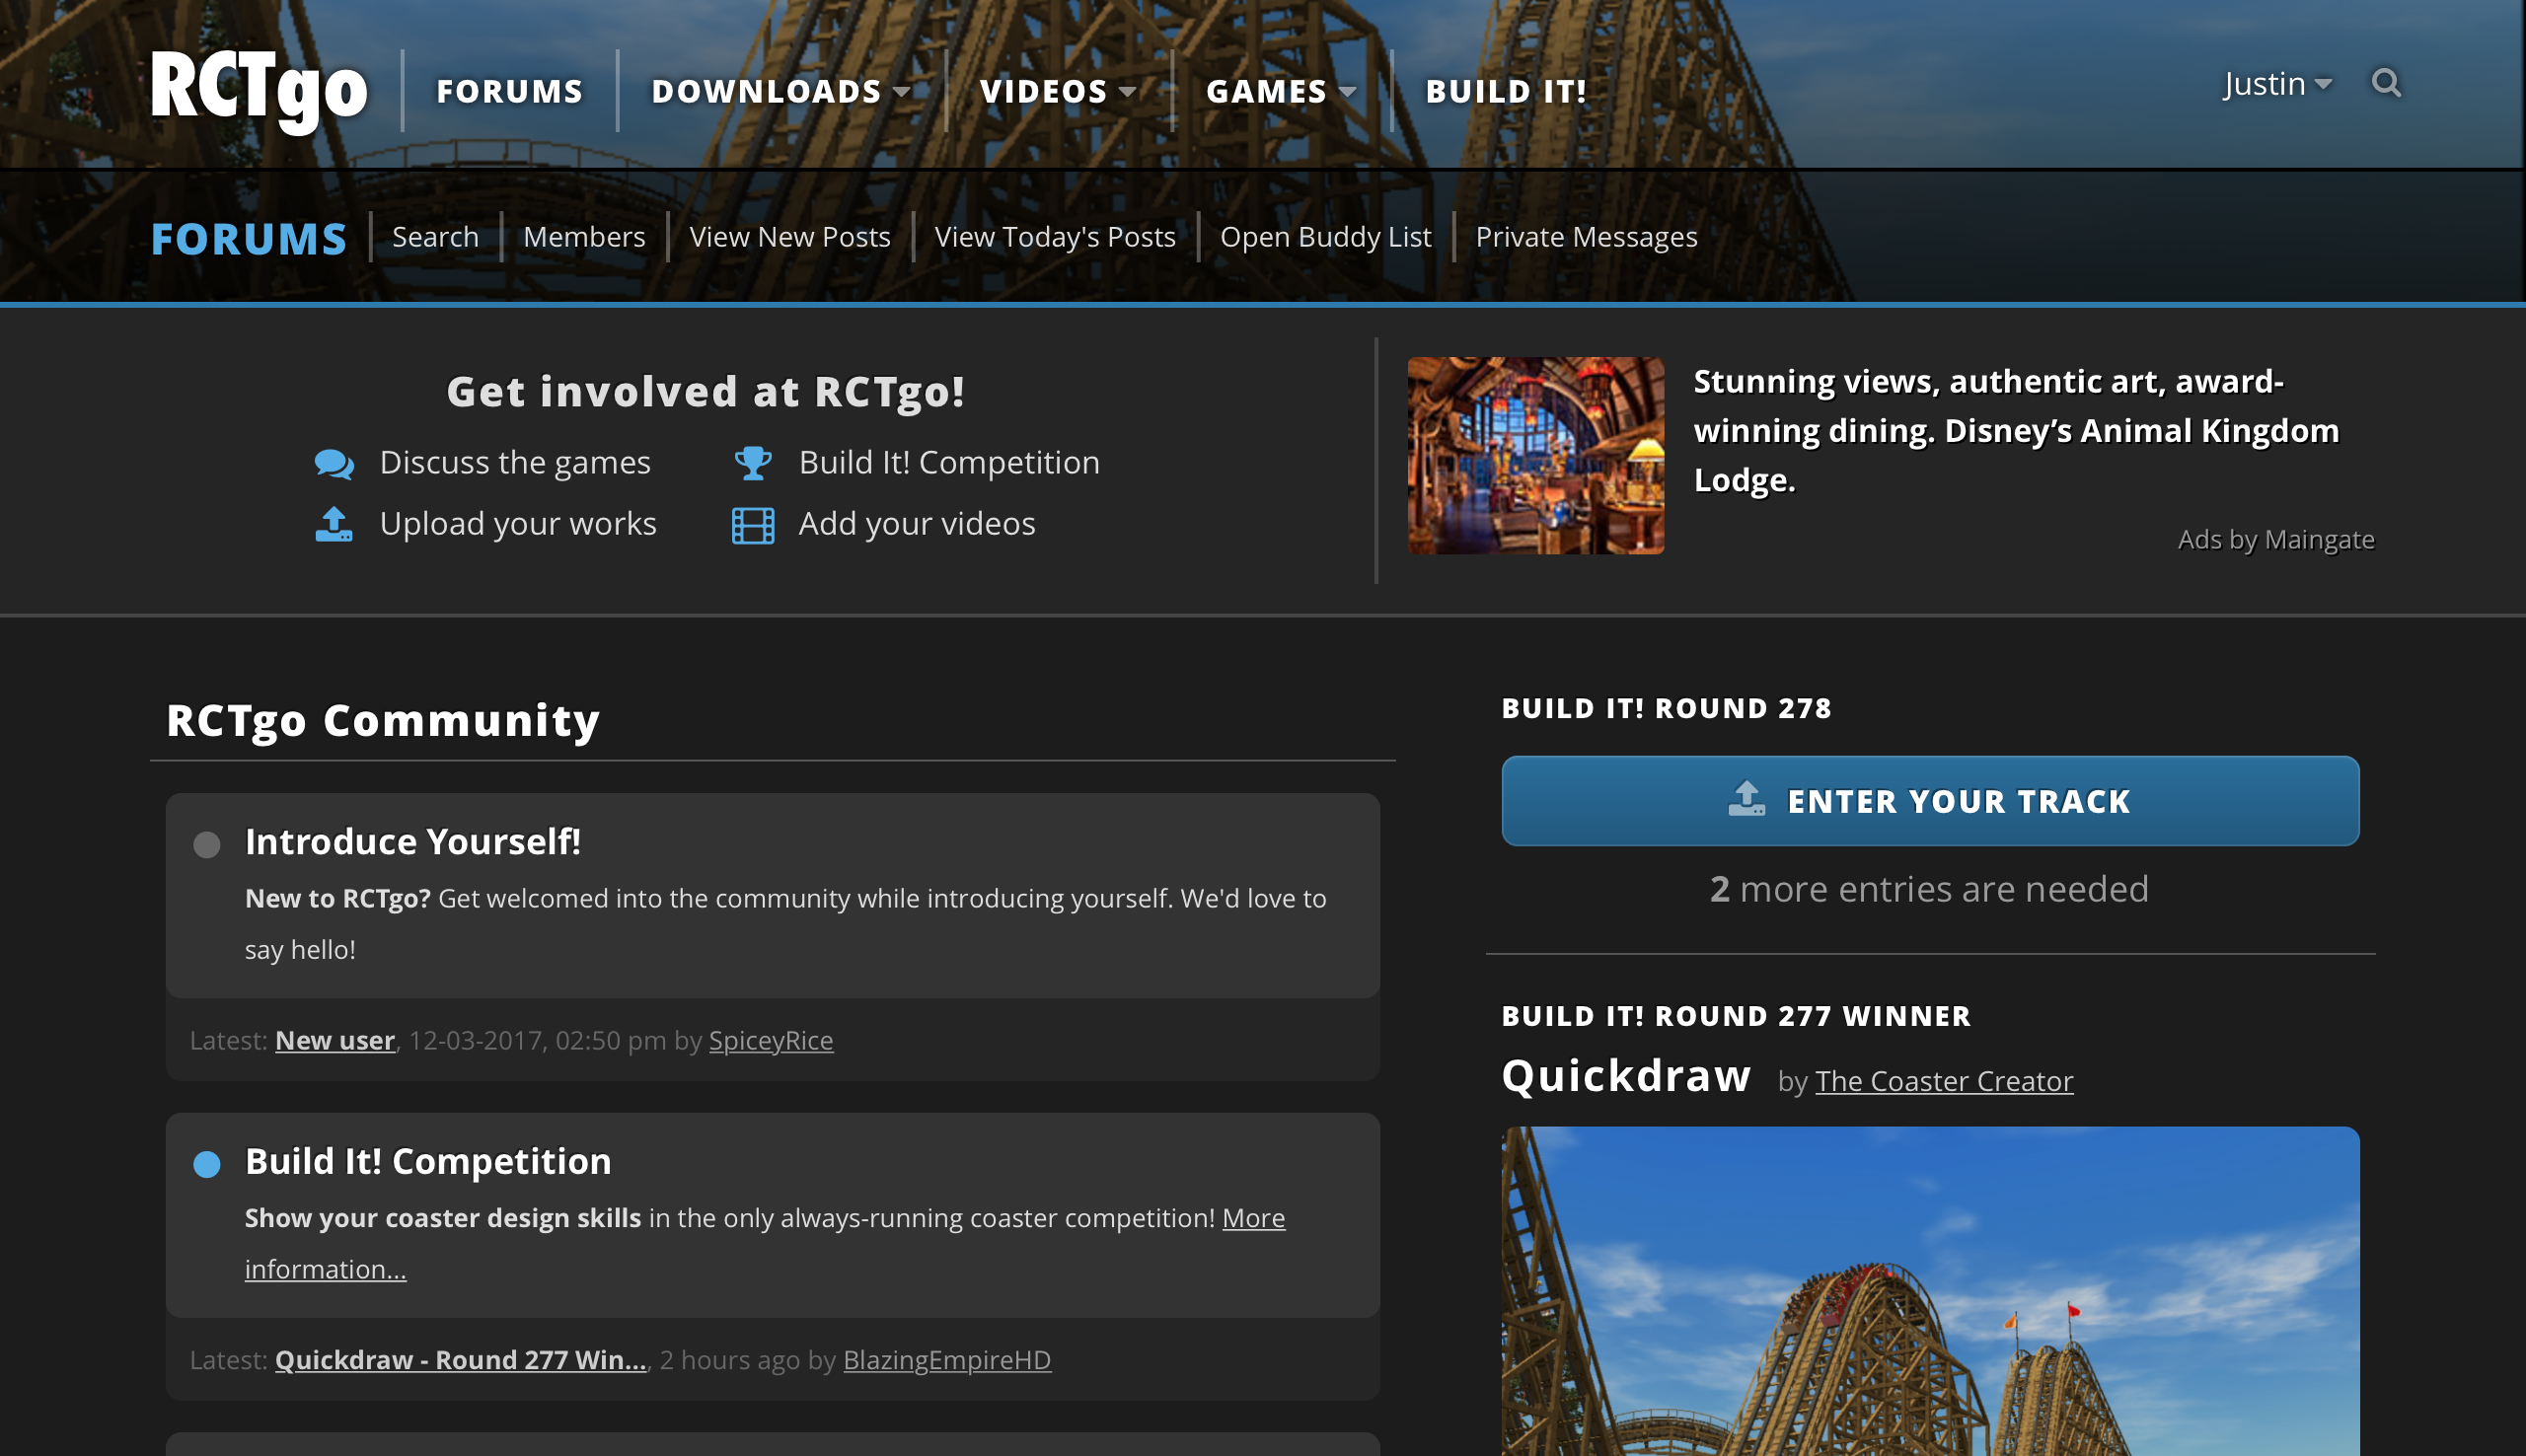 RCTgo
FORUMS
DOWNLOADS
VIDEOS
GAMES
BUILD IT!
Justin
FORUMS
Search
Members
View New Posts
View Today's Posts
Open Buddy List
Private Messages
Get involved at RCTgo!
Discuss the games
Build It! Competition
Upload your works
Add your videos
Stunning views, authentic art, award-
winning dining. Disney’s Animal Kingdom
Lodge.
Ads by Maingate
RCTgo Community
Introduce Yourself!
New to RCTgo? Get welcomed into the community while introducing yourself. We'd love to
say hello!
Latest: New user, 12-03-2017, 02:50 pm by SpiceyRice
Build It! Competition
Show your coaster design skills in the only always-running coaster competition! More
information...
Latest: Quickdraw - Round 277 Win..., 2 hours ago by BlazingEmpireHD
BUILD IT! ROUND 278
ENTER YOUR TRACK
2 more entries are needed
BUILD IT! ROUND 277 WINNER
Quickdraw by The Coaster Creator